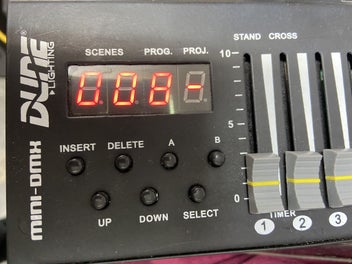 DUNE
LIGHTING
MINI-DMX
SCENES PROG. PROJ.
008-
INSERT DELETE A B
UP DOWN SELECT
STAND CROSS
10
5
0
TIMER
1 2 3